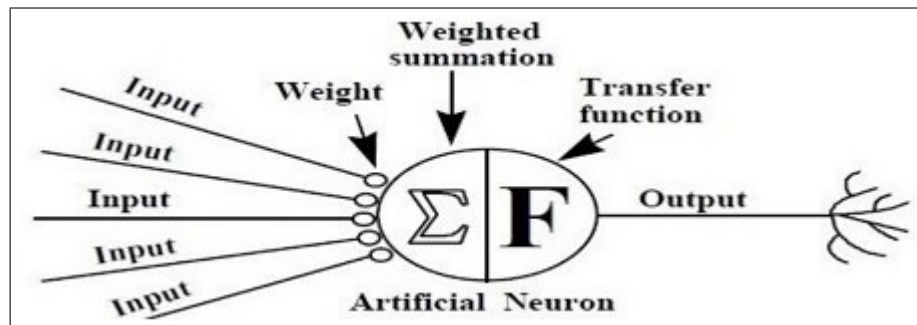 Weighted
summation
Input
Weight
Transfer
function
Input
Input
Σ F
Output
Input
Input
Artificial Neuron